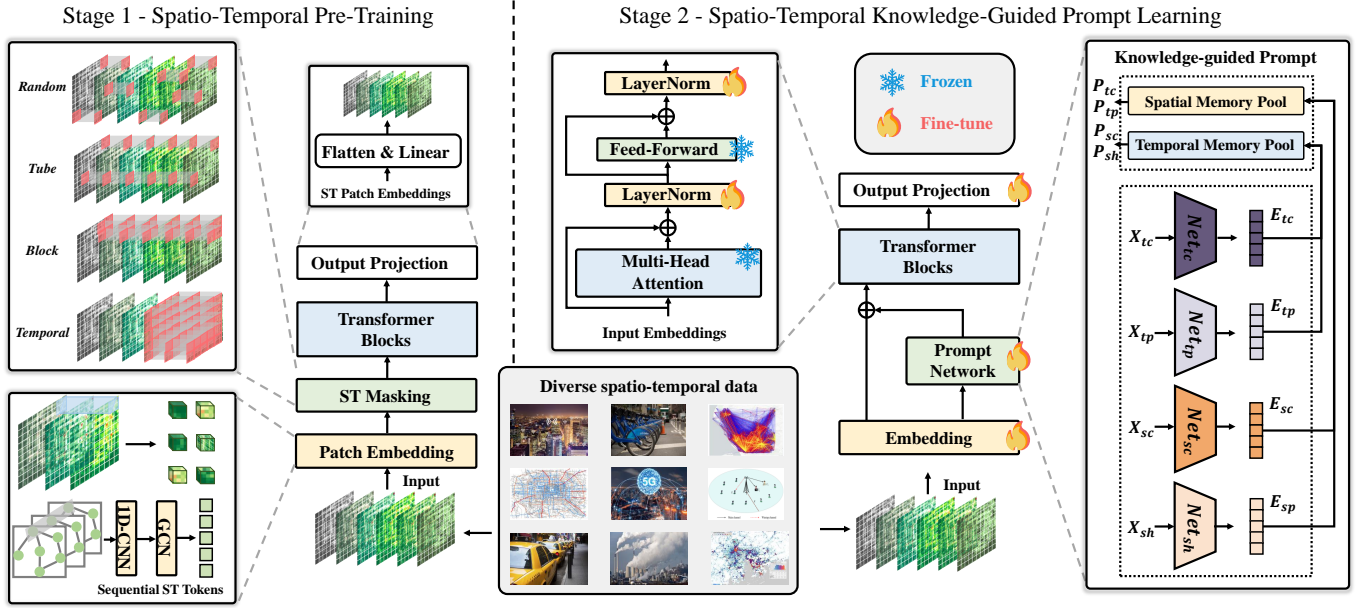 Stage 1 - Spatio-Temporal Pre-Training
Stage 2 - Spatio-Temporal Knowledge-Guided Prompt Learning
Random
Tube
Block
Temporal
Flatten & Linear
ST Patch Embeddings
Output Projection
Transformer
Blocks
ST Masking
Patch Embedding
Input
1D-CNN
GCN
Sequential ST Tokens
LayerNorm
Feed-Forward
LayerNorm
Multi-Head
Attention
Input Embeddings
Diverse spatio-temporal data
5G
Frozen
Fine-tune
Output Projection
Transformer
Blocks
Prompt
Network
Embedding
Input
Knowledge-guided Prompt
P_tc
P_tp
Spatial Memory Pool
P_sc
P_sh
Temporal Memory Pool
X_tc Net_tc E_tc
X_tp Net_tp E_tp
X_sc Net_sc E_sc
X_sh Net_sh E_sp